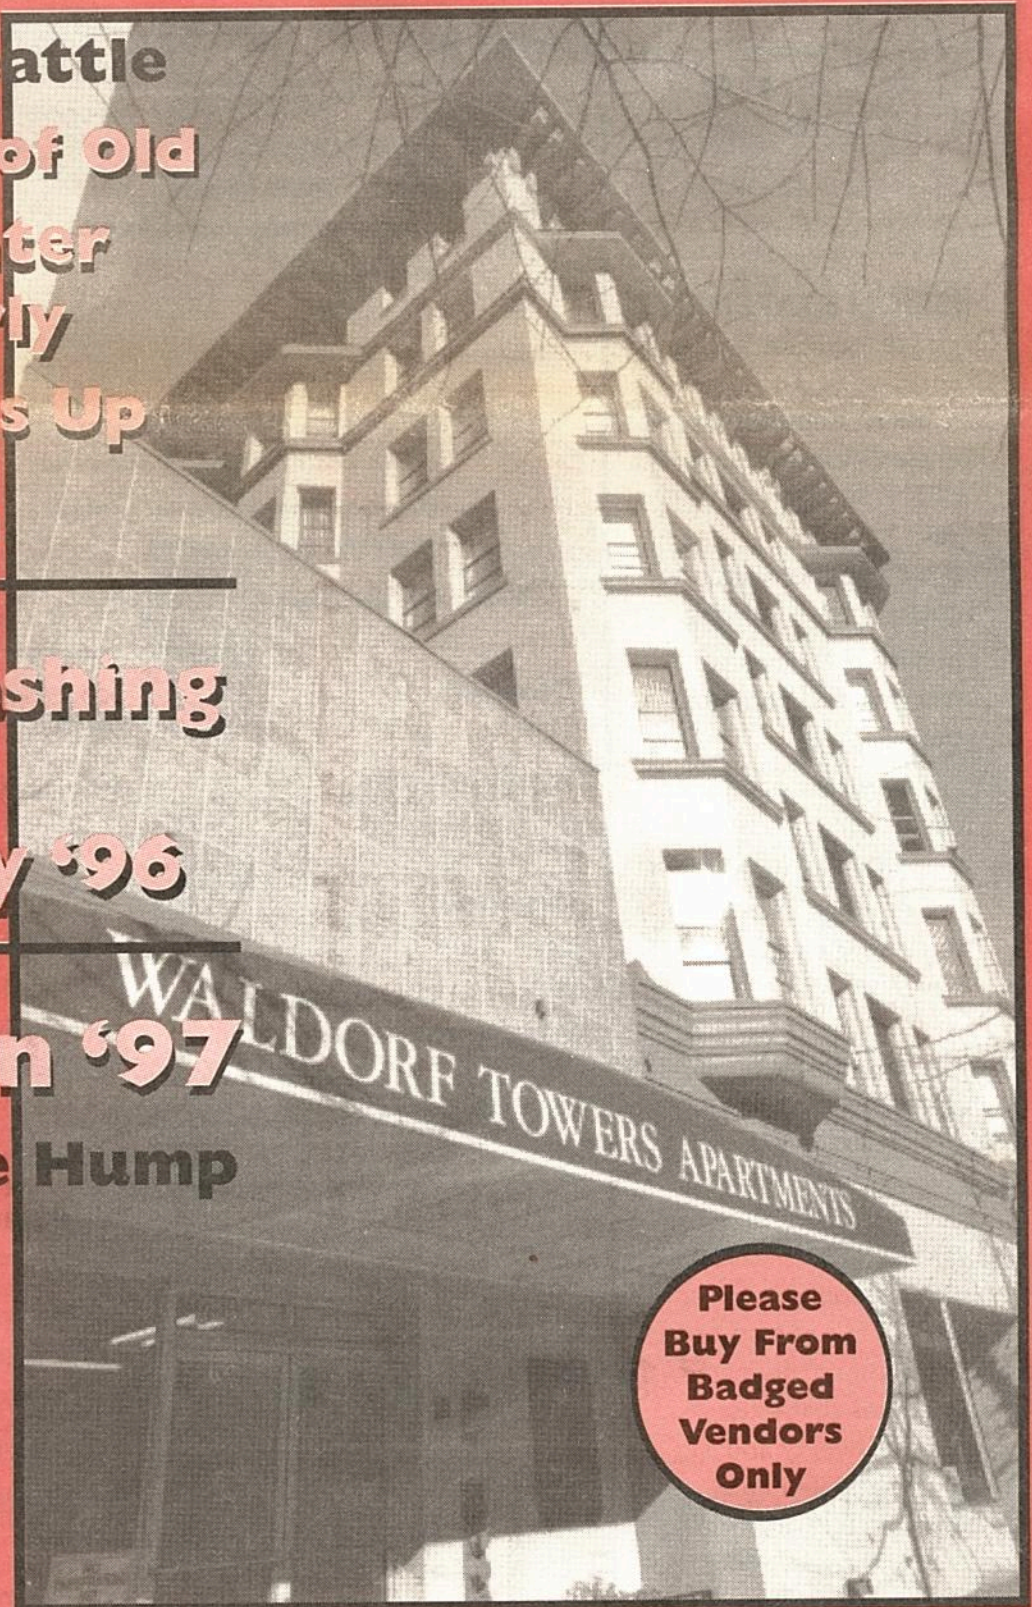 attle
of Old
ter
ly
s Up
shing
y ‘96
n ‘97
e Hump
WALDORF TOWERS APARTMENTS
Please
Buy From
Badged
Vendors
Only